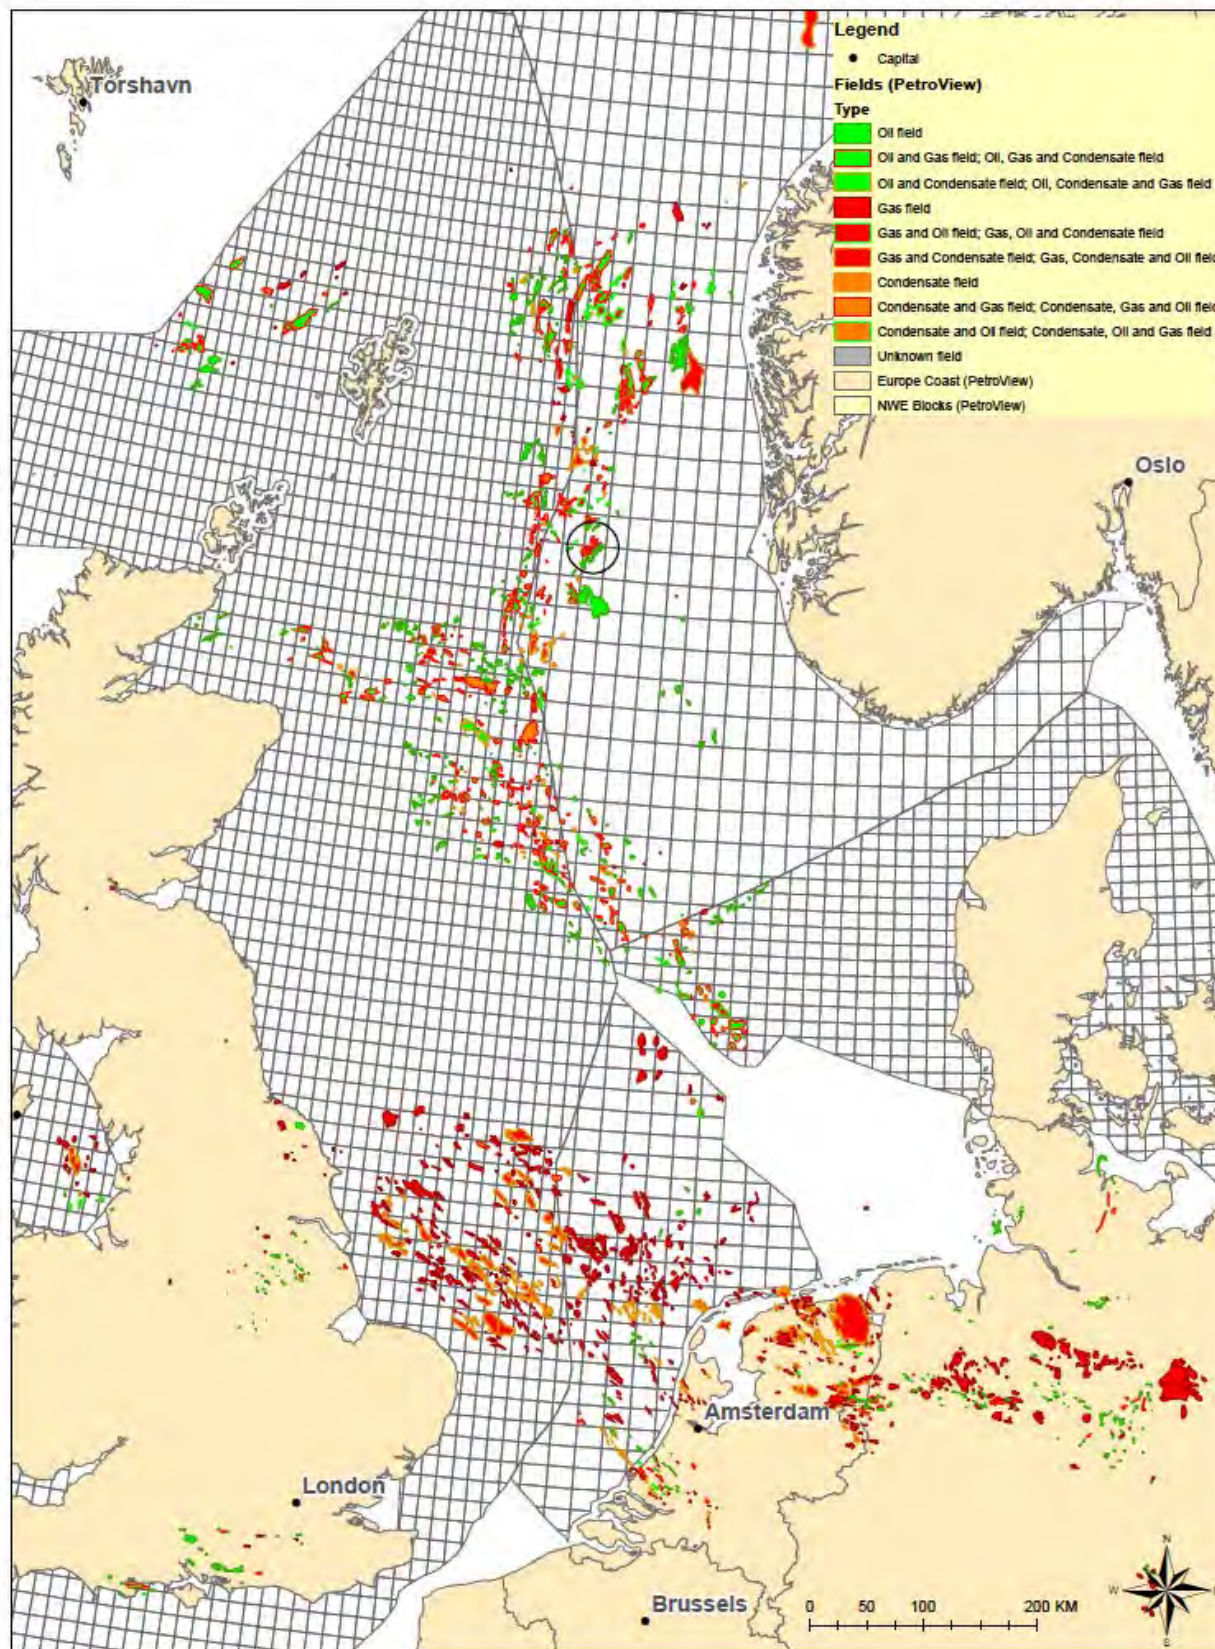 Legend
Capital
Fields (PetroView)
Type
Oil field
Oil and Gas field; Oil, Gas and Condensate field
Oil and Condensate field; Oil, Condensate and Gas field
Gas field
Gas and Oil field; Gas, Oil and Condensate field
Gas and Condensate field; Gas, Condensate and Oil field
Condensate field
Condensate and Gas field; Condensate, Gas and Oil field
Condensate and Oil field; Condensate, Oil and Gas field
Unknown field
Europe Coast (PetroView)
NWE Blocks (PetroView)
Torshavn
Oslo
Amsterdam
London
Brussels
N
W
S
0 50 100 200 KM